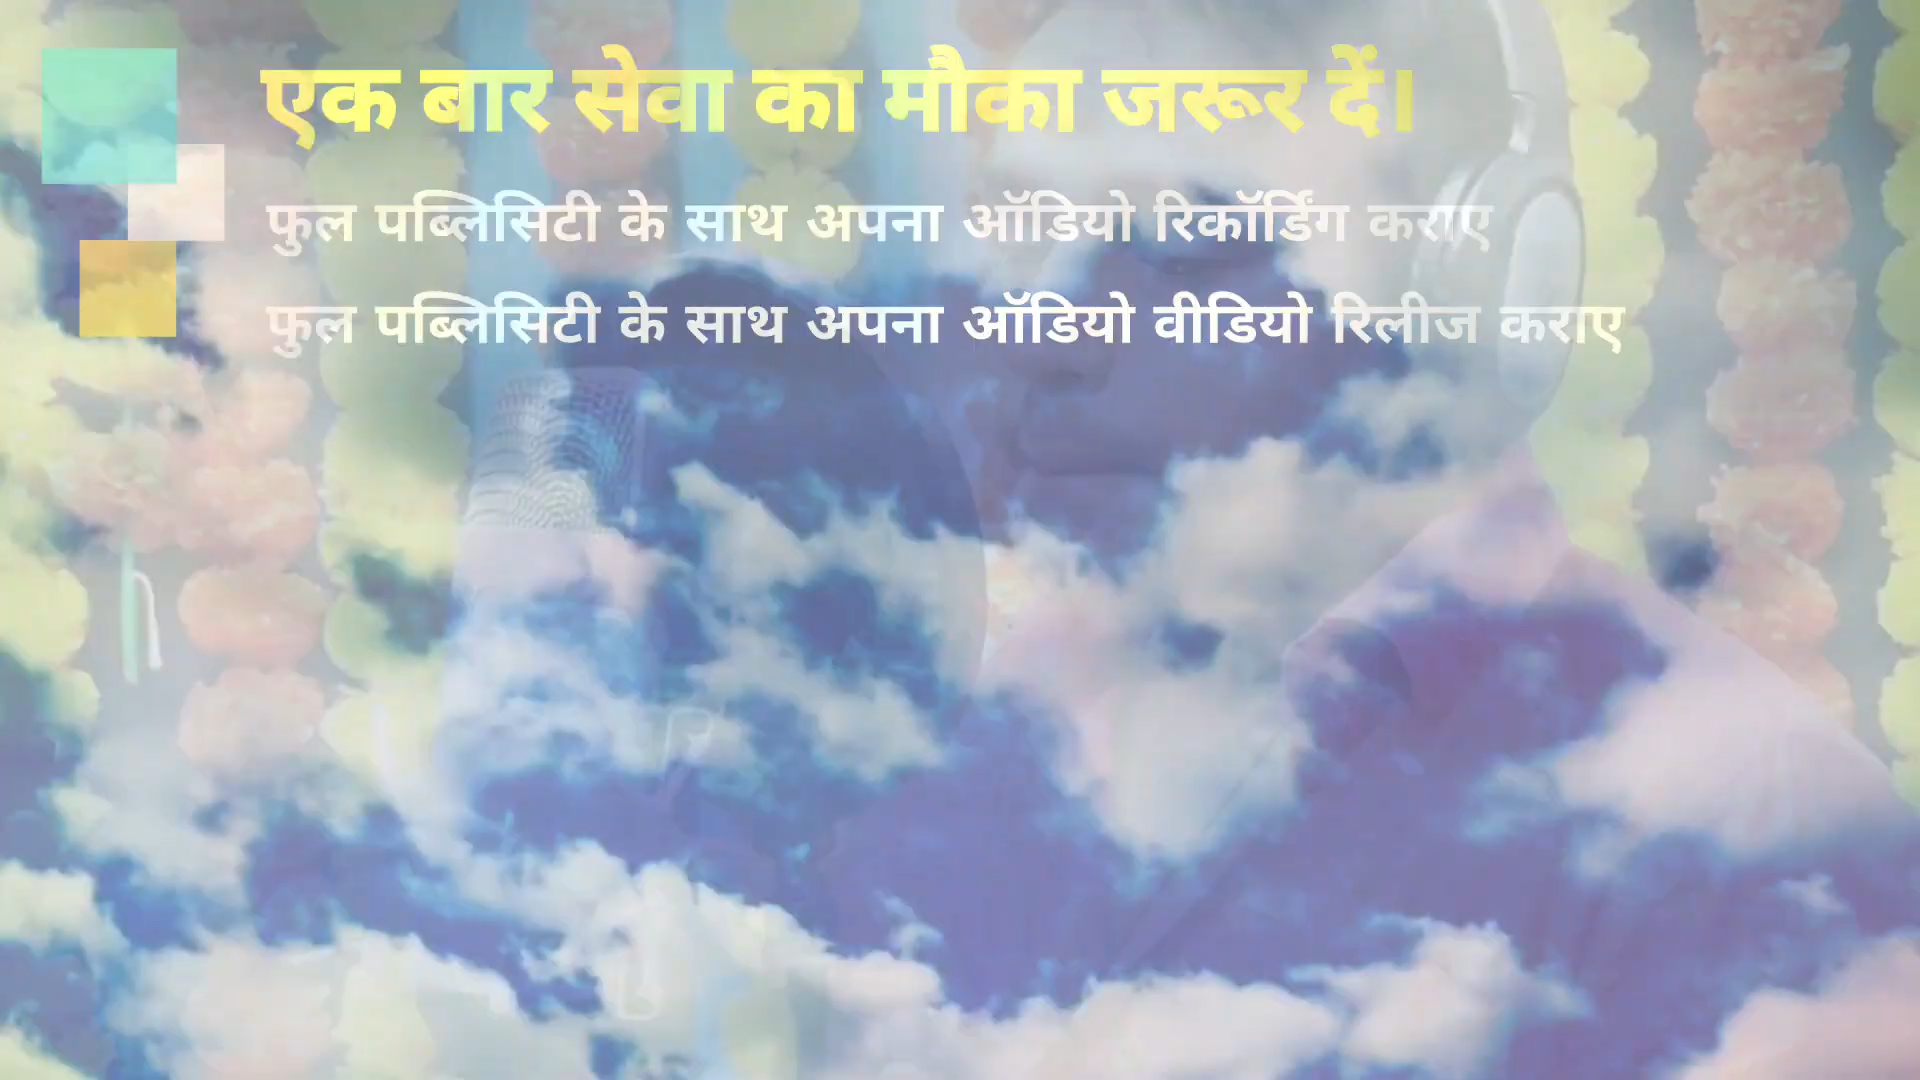 एक बार सेवा का मौका जरूर दें।
फुल पब्लिसिटी के साथ अपना ऑडियो रिकॉर्डिंग कराए
फुल पब्लिसिटी के साथ अपना ऑडियो वीडियो रिलीज कराए